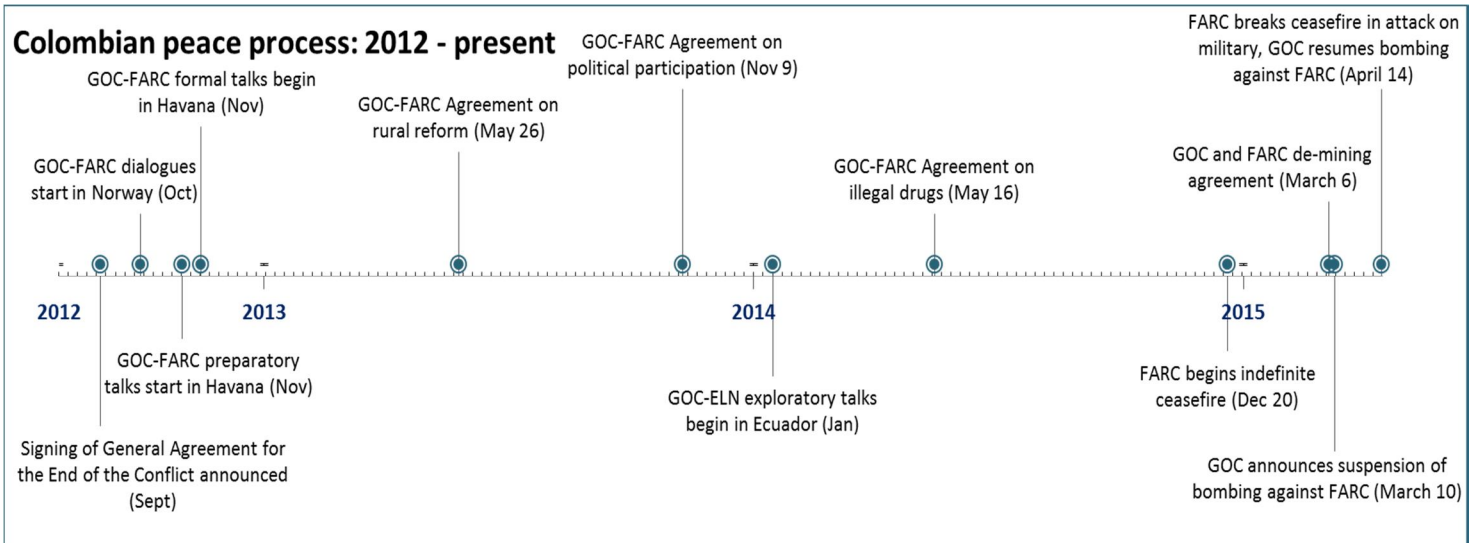 Colombian peace process: 2012 - present
GOC-FARC formal talks begin
in Havana (Nov)
GOC-FARC dialogues
start in Norway (Oct)
GOC-FARC Agreement on
rural reform (May 26)
GOC-FARC Agreement on
political participation (Nov 9)
GOC-FARC Agreement on
illegal drugs (May 16)
FARC breaks ceasefire in attack on
military, GOC resumes bombing
against FARC (April 14)
GOC and FARC de-mining
agreement (March 6)
2012
2013
2014
2015
GOC-FARC preparatory
talks start in Havana (Nov)
Signing of General Agreement for
the End of the Conflict announced
(Sept)
GOC-ELN exploratory talks
begin in Ecuador (Jan)
FARC begins indefinite
ceasefire (Dec 20)
GOC announces suspension of
bombing against FARC (March 10)